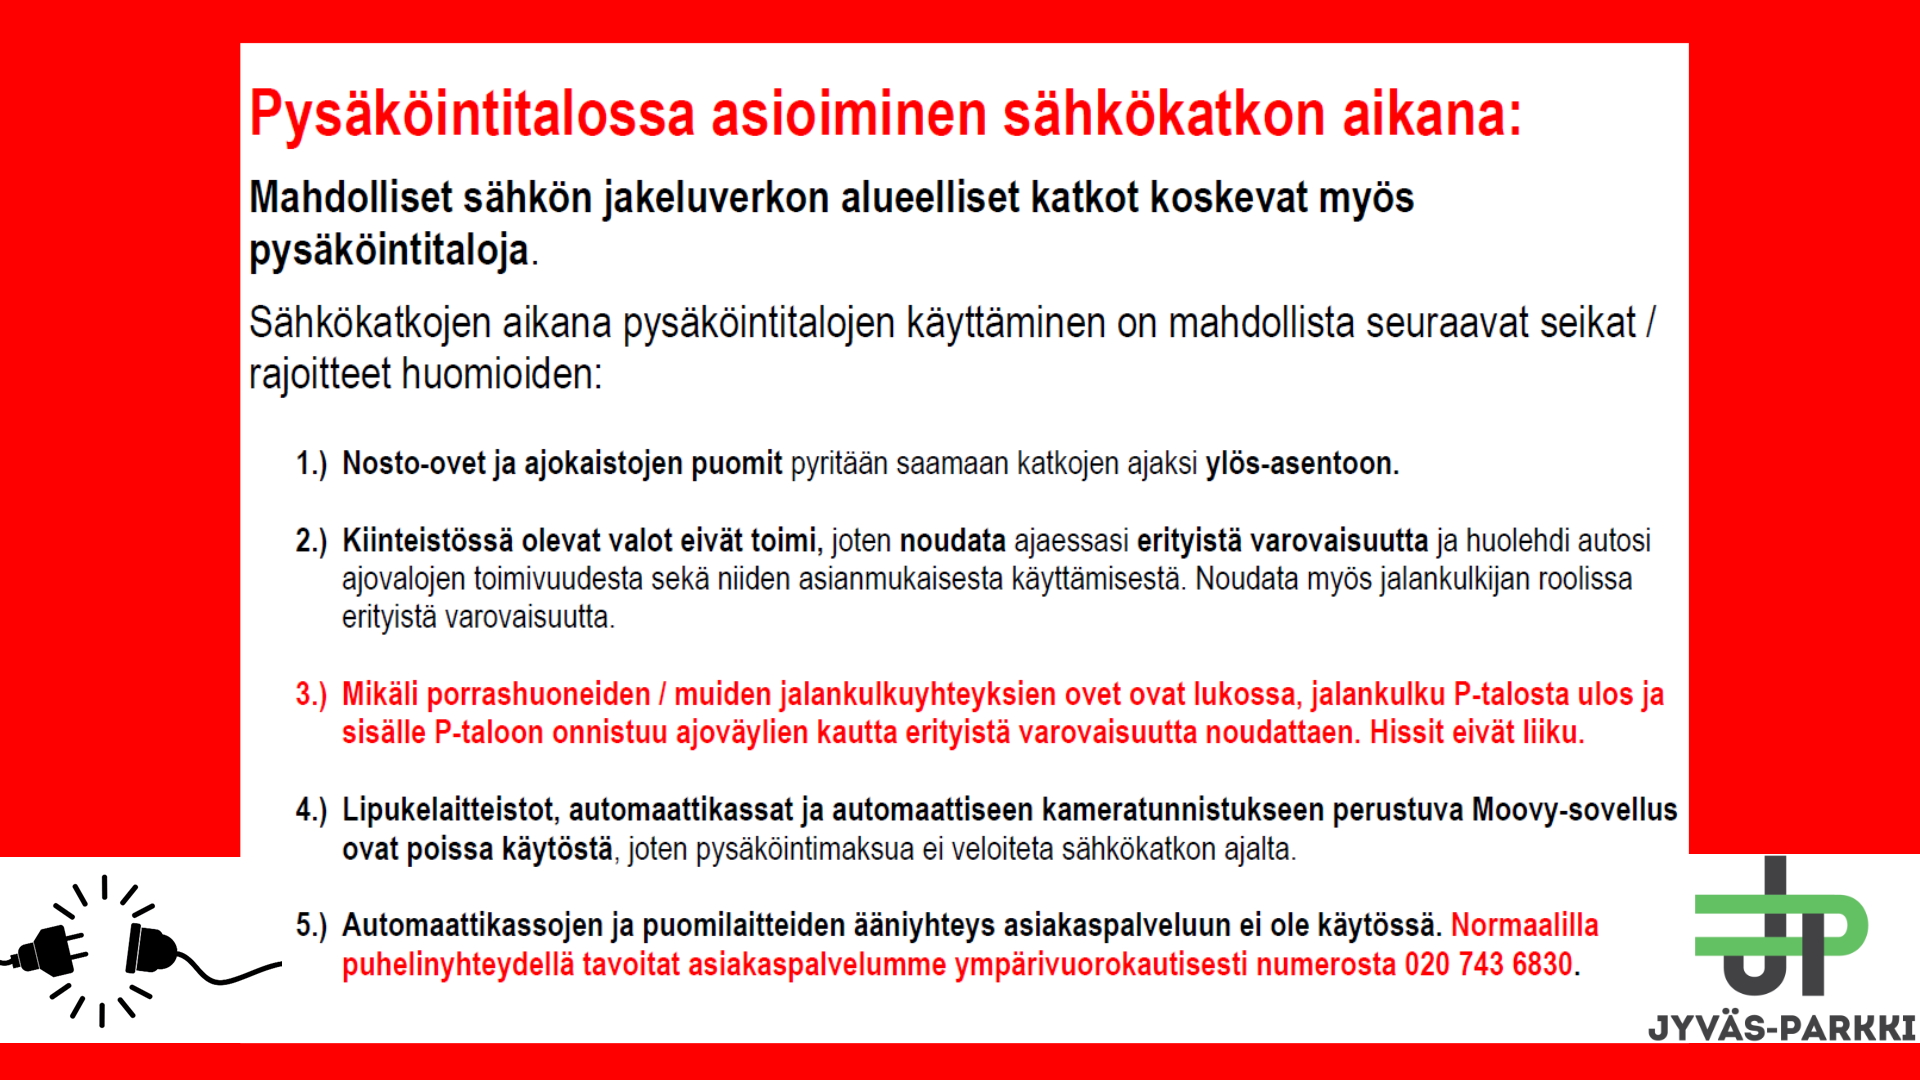 Pysäköintitalossa asioiminen sähkökatkon aikana:
Mahdolliset sähkön jakeluverkon alueelliset katkot koskevat myös
pysäköintitaloja.
Sähkökatkojen aikana pysäköintitalojen käyttäminen on mahdollista seuraavat seikat /
rajoitteet huomioiden:
1.) Nosto-ovet ja ajokaistojen puomit pyritään saamaan katkojen ajaksi ylös-asentoon.
2.) Kiinteistössä olevat valot eivät toimi, joten noudata ajaessasi erityistä varovaisuutta ja huolehdi autosi
ajovalojen toimivuudesta sekä niiden asianmukaisesta käyttämisestä. Noudata myös jalankulkijan roolissa
erityistä varovaisuutta.
3.) Mikäli porrashuoneiden / muiden jalankulkuyhteyksien ovet ovat lukossa, jalankulku P-talosta ulos ja
sisälle P-taloon onnistuu ajoväylien kautta erityistä varovaisuutta noudattaen. Hissit eivät liiku.
4.) Lipukelaitteistot, automaattikassat ja automaattiseen kameratunnistukseen perustuva Moovy-sovellus
ovat poissa käytöstä, joten pysäköintimaksua ei veloiteta sähkökatkon ajalta.
5.) Automaattikassojen ja puomilaitteiden ääniyhteys asiakaspalveluun ei ole käytössä. Normaalilla
puhelinyhteydellä tavoitat asiakaspalvelumme ympärivuorokautisesti numerosta 020 743 6830.
JP
JYVÄS-PARKKI